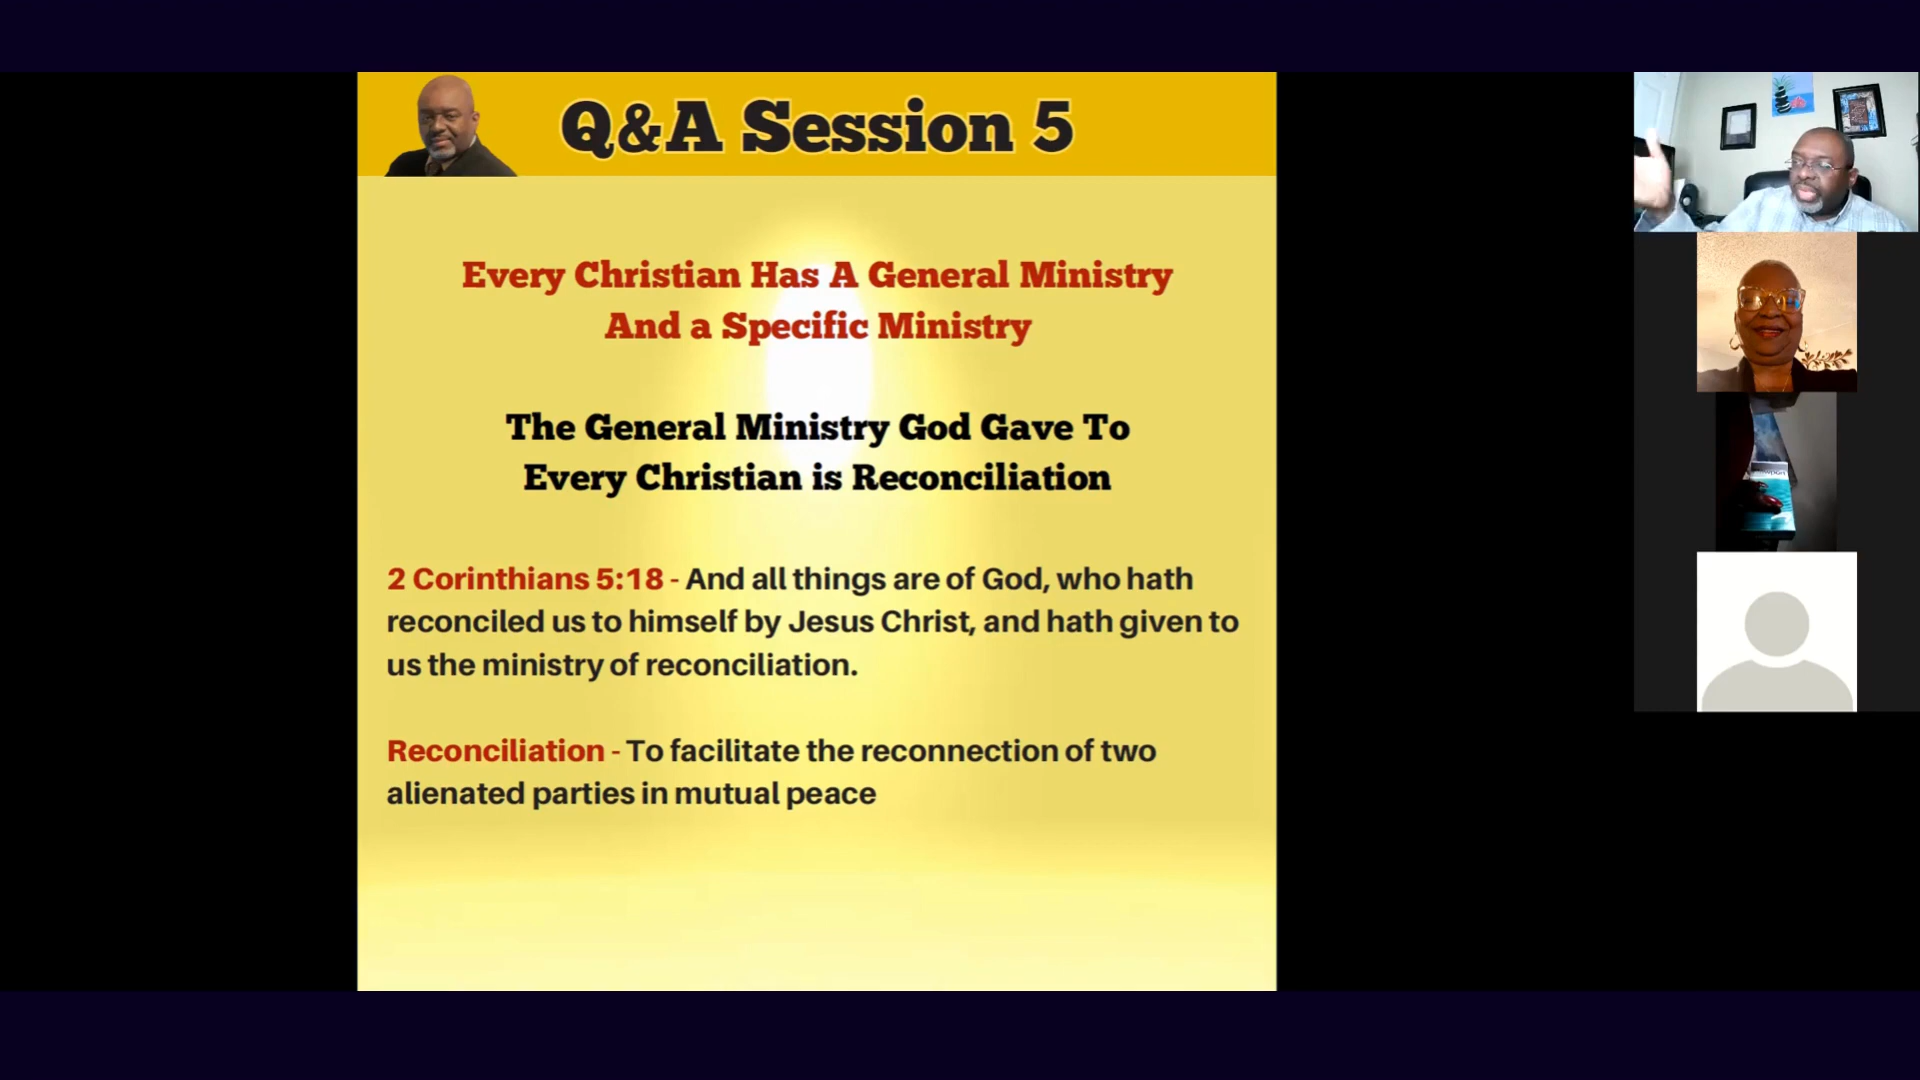 Q&A Session 5
Every Christian Has A General Ministry
And a Specific Ministry
The General Ministry God Gave To
Every Christian is Reconciliation
2 Corinthians 5:18 - And all things are of God, who hath
reconciled us to himself by Jesus Christ, and hath given to
us the ministry of reconciliation.
Reconciliation - To facilitate the reconnection of two
alienated parties in mutual peace